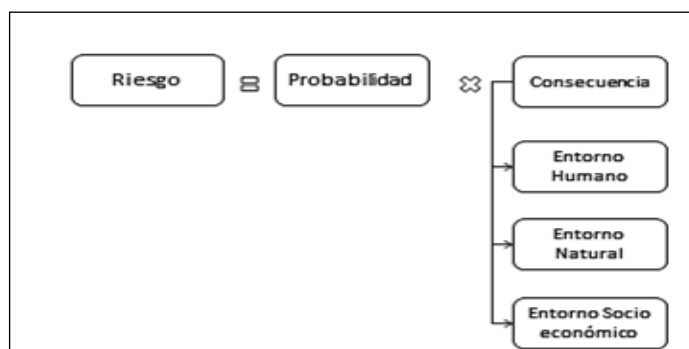 Riesgo
=
Probabilidad
×
Consecuencia
Entorno
Humano
Entorno
Natural
Entorno Socio
económico